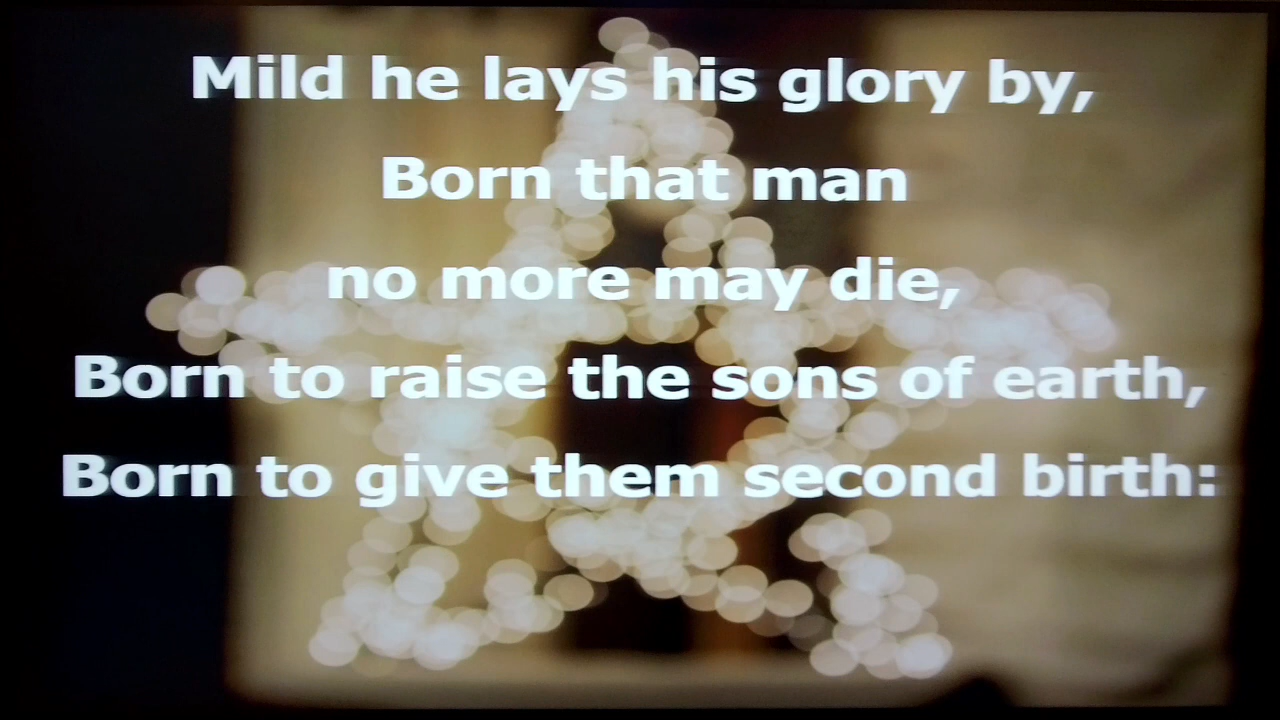 Mild he lays his glory by,
Born that man
no more may die,
Born to raise the sons of earth,
Born to give them second birth: